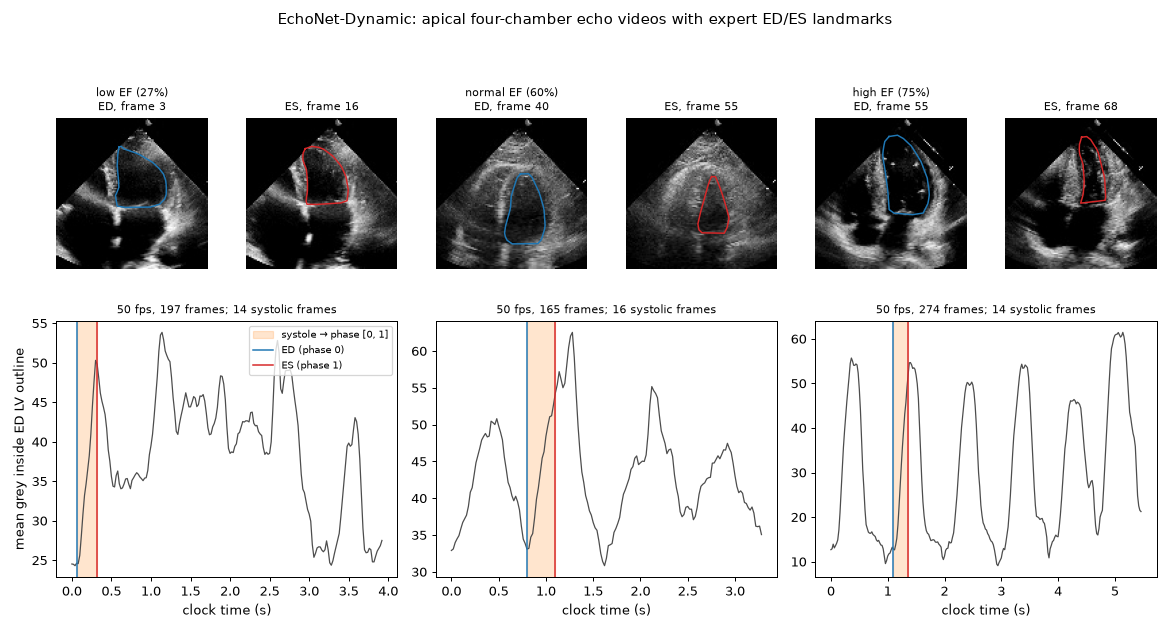 EchoNet-Dynamic: apical four-chamber echo videos with expert ED/ES landmarks
low EF (27%)
ED, frame 3
ES, frame 16
normal EF (60%)
ED, frame 40
ES, frame 55
high EF (75%)
ED, frame 55
ES, frame 68
50 fps, 197 frames; 14 systolic frames
mean grey inside ED LV outline
55
50
45
40
35
30
25
systole → phase [0, 1]
ED (phase 0)
ES (phase 1)
0.0 0.5 1.0 1.5 2.0 2.5 3.0 3.5 4.0
clock time (s)
50 fps, 165 frames; 16 systolic frames
60
55
50
45
40
35
30
0.0 0.5 1.0 1.5 2.0 2.5 3.0
clock time (s)
50 fps, 274 frames; 14 systolic frames
60
50
40
30
20
10
0 1 2 3 4 5
clock time (s)